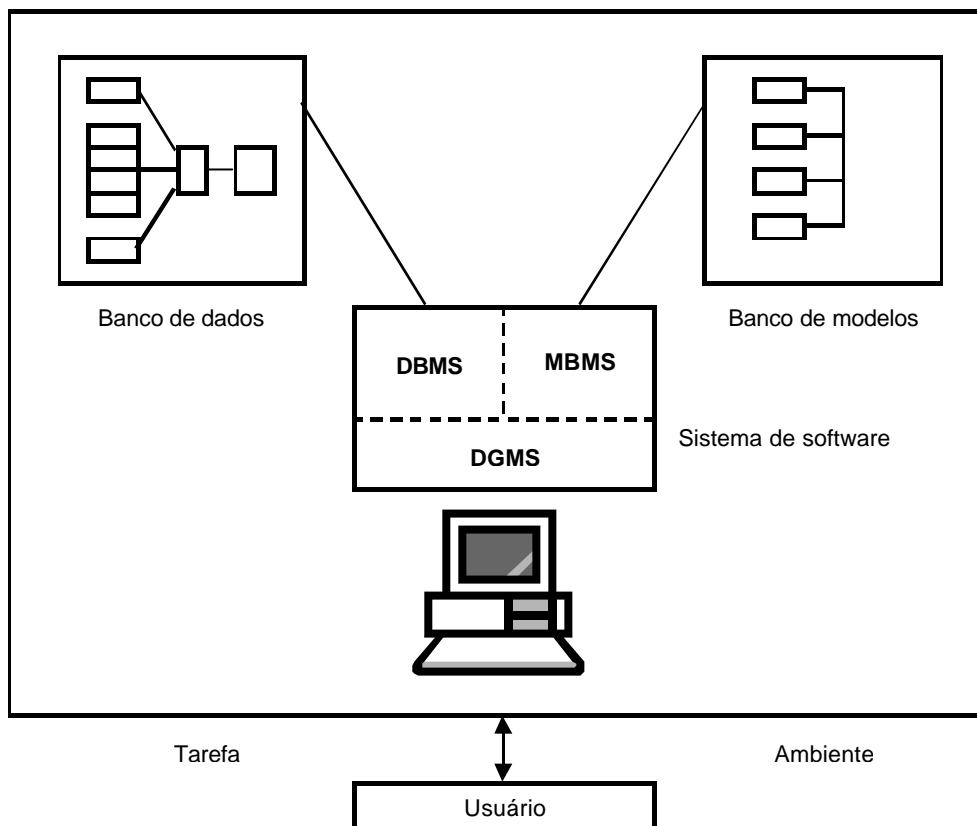 Banco de dados
Banco de modelos
DBMS
MBMS
DGMS
Sistema de software
Tarefa
Ambiente
Usuário